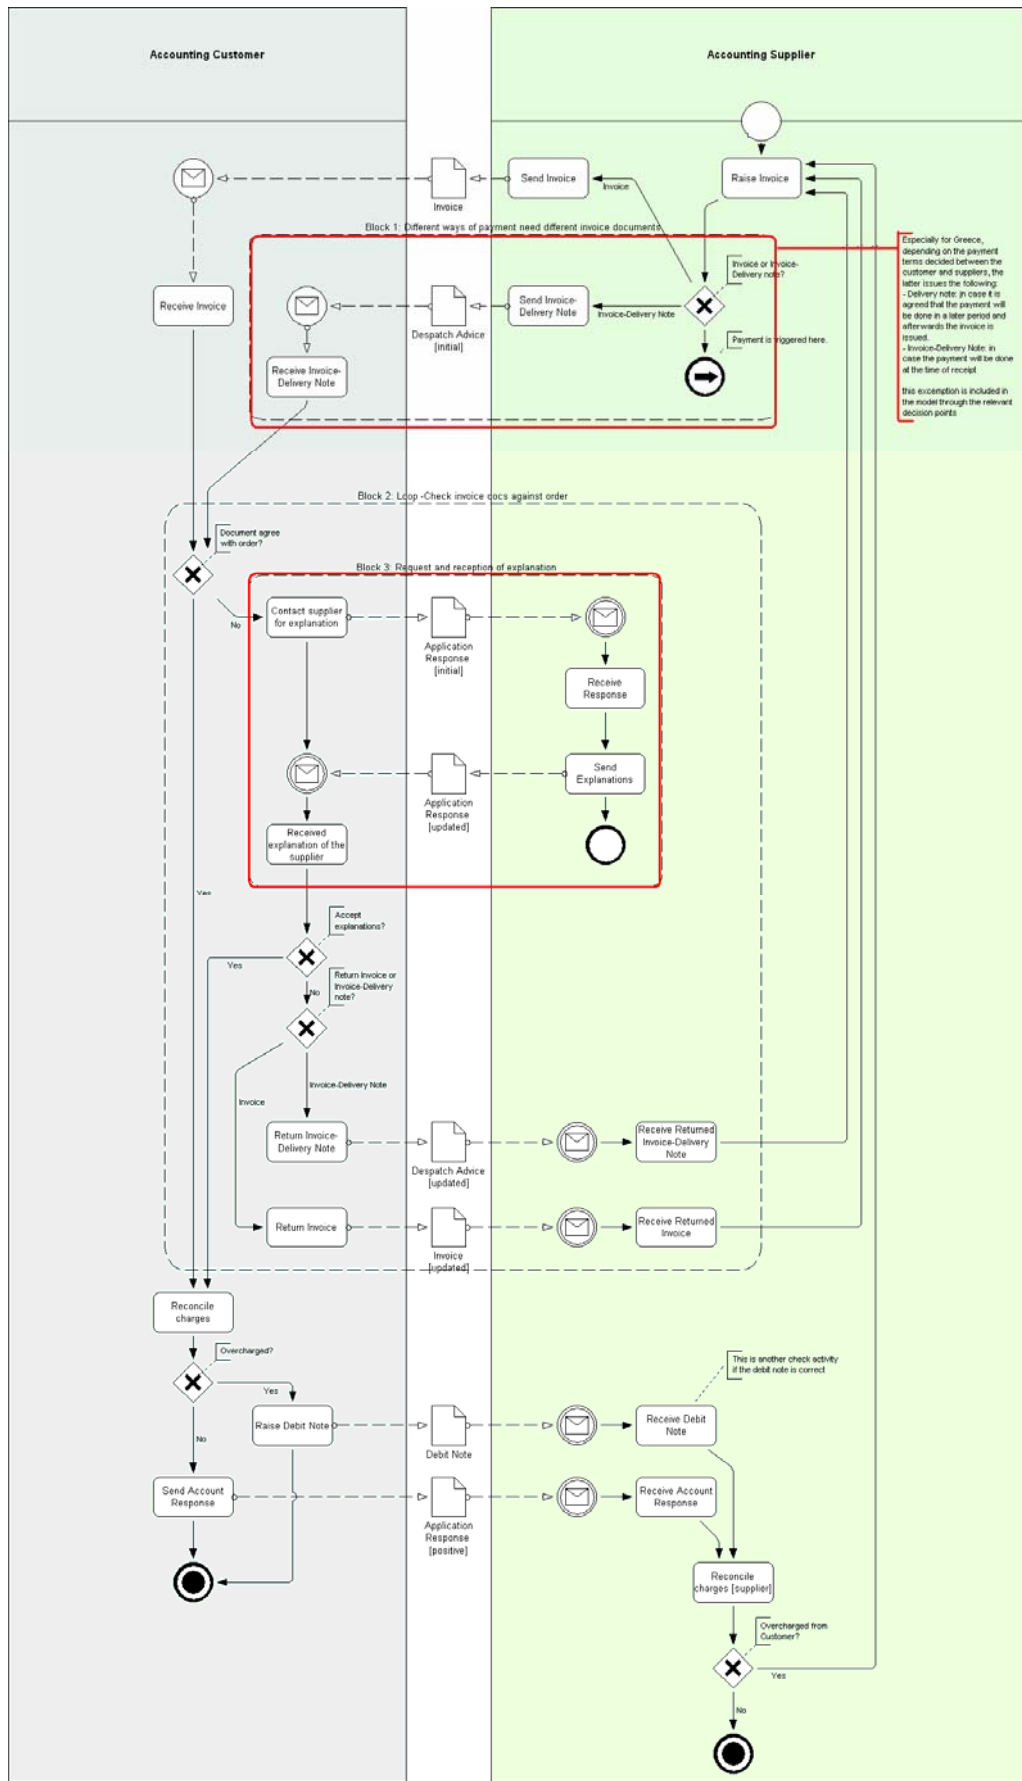 Accounting Customer
Accounting Supplier
Send Invoice
Raise Invoice
Invoice
Invoice
Block 1: Different ways of payment need different invoice documents
Especially for Greece,
depending on the payment
terms decided between the
customer and suppliers, the
latter issues the following:
- Delivery note: in case it is
agreed that the payment will
be done in a later period and
afterwards the invoice is
issued.
- Invoice-Delivery Note: in
case the payment will be done
at the time of receipt
this excemption is included in
the model through the relevant
decision points
Invoice or Invoice-
Delivery note?
Receive Invoice
Send Invoice-
Delivery Note
Invoice-Delivery Note
Despatch Advice
[initial]
Payment is triggered here.
Receive Invoice-
Delivery Note
Block 2: Loop -Check invoice docs against order
Document agree
with order?
Block 3: Request and reception of explanation
No
Contact supplier
for explanation
Application
Response
[initial]
Receive
Response
Send
Explanations
Application
Response
[updated]
Received
explanation of the
supplier
Yes
Accept
explanations?
Yes
Return Invoice or
Invoice-Delivery
note?
No
Invoice-Delivery Note
Invoice
Return Invoice-
Delivery Note
Despatch Advice
[updated]
Receive Returned
Invoice-Delivery
Note
Return Invoice
Invoice
[updated]
Receive Returned
Invoice
Reconcile
charges
Overcharged?
Yes
This is another check activity
if the debit note is correct
Raise Debit Note
Debit Note
Receive Debit
Note
No
Send Account
Response
Application
Response
[positive]
Receive Account
Response
Reconcile
charges [supplier]
Overcharged from
Customer?
Yes
No